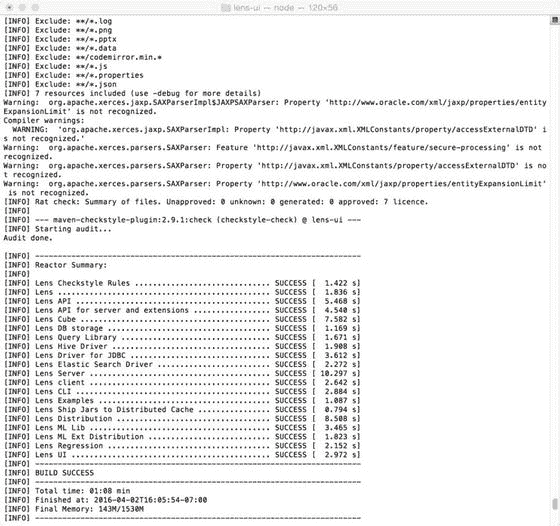 lens-ui — node — 120×56
[INFO] Exclude: **/*.log
[INFO] Exclude: **/*.png
[INFO] Exclude: **/*.pptx
[INFO] Exclude: **/*.data
[INFO] Exclude: **/codemirror.min.*
[INFO] Exclude: **/*.js
[INFO] Exclude: **/*.properties
[INFO] Exclude: **/*.json
[INFO] 7 resources included (use -debug for more details)
Warning:  org.apache.xerces.jaxp.SAXParserImpl$JAXPSAXParser: Property 'http://www.oracle.com/xml/jaxp/properties/entity
ExpansionLimit' is not recognized.
Compiler warnings:
  WARNING:  'org.apache.xerces.jaxp.SAXParserImpl: Property 'http://javax.xml.XMLConstants/property/accessExternalDTD' i
s not recognized.'
Warning:  org.apache.xerces.parsers.SAXParser: Feature 'http://javax.xml.XMLConstants/feature/secure-processing' is not
recognized.
Warning:  org.apache.xerces.parsers.SAXParser: Property 'http://javax.xml.XMLConstants/property/accessExternalDTD' is no
t recognized.
Warning:  org.apache.xerces.parsers.SAXParser: Property 'http://www.oracle.com/xml/jaxp/properties/entityExpansionLimit'
 is not recognized.
[INFO] Rat check: Summary of files. Unapproved: 0 unknown: 0 generated: 0 approved: 7 licence.
[INFO]
[INFO] --- maven-checkstyle-plugin:2.9.1:check (checkstyle-check) @ lens-ui ---
[INFO] Starting audit...
Audit done.
[INFO] ------------------------------------------------------------------------
[INFO] Reactor Summary:
[INFO]
[INFO] Lens Checkstyle Rules .............................. SUCCESS [  1.422 s]
[INFO] Lens ............................................... SUCCESS [  1.836 s]
[INFO] Lens API ........................................... SUCCESS [  5.468 s]
[INFO] Lens API for server and extensions ................. SUCCESS [  4.540 s]
[INFO] Lens Cube .......................................... SUCCESS [  7.582 s]
[INFO] Lens DB storage .................................... SUCCESS [  1.169 s]
[INFO] Lens Query Library ................................. SUCCESS [  1.671 s]
[INFO] Lens Hive Driver ................................... SUCCESS [  1.908 s]
[INFO] Lens Driver for JDBC ............................... SUCCESS [  3.612 s]
[INFO] Lens Elastic Search Driver ......................... SUCCESS [  2.272 s]
[INFO] Lens Server ........................................ SUCCESS [ 10.297 s]
[INFO] Lens client ........................................ SUCCESS [  2.642 s]
[INFO] Lens CLI ........................................... SUCCESS [  2.884 s]
[INFO] Lens Examples ...................................... SUCCESS [  1.087 s]
[INFO] Lens Ship Jars to Distributed Cache ................ SUCCESS [  0.794 s]
[INFO] Lens Distribution .................................. SUCCESS [  8.508 s]
[INFO] Lens ML Lib ........................................ SUCCESS [  3.465 s]
[INFO] Lens ML Ext Distribution ........................... SUCCESS [  1.823 s]
[INFO] Lens Regression .................................... SUCCESS [  2.152 s]
[INFO] Lens UI ............................................ SUCCESS [  2.972 s]
[INFO] ------------------------------------------------------------------------
[INFO] BUILD SUCCESS
[INFO] ------------------------------------------------------------------------
[INFO] Total time: 01:08 min
[INFO] Finished at: 2016-04-02T16:05:54-07:00
[INFO] Final Memory: 143M/1530M
[INFO] ------------------------------------------------------------------------